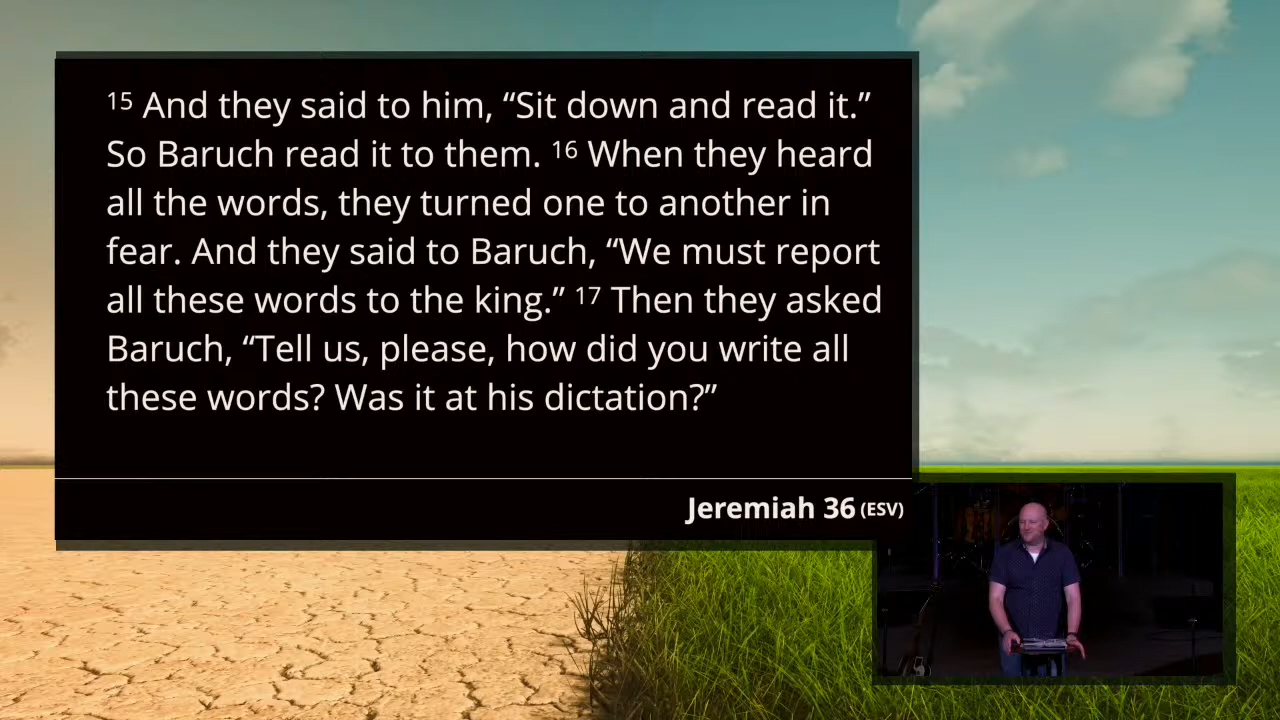 15 And they said to him, “Sit down and read it.”
So Baruch read it to them. 16 When they heard
all the words, they turned one to another in
fear. And they said to Baruch, “We must report
all these words to the king.” 17 Then they asked
Baruch, “Tell us, please, how did you write all
these words? Was it at his dictation?”
Jeremiah 36 (ESV)